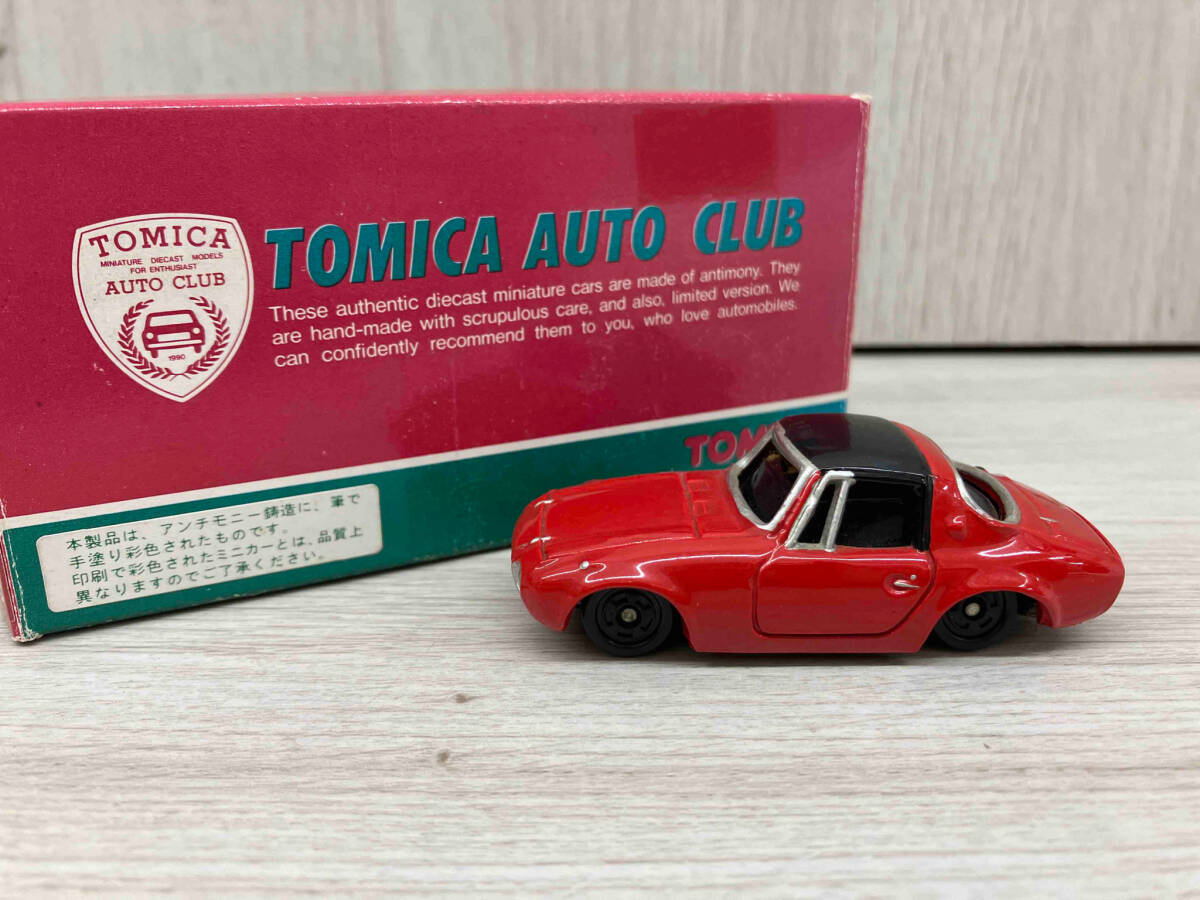 TOMICA
MINIATURE DIECAST MODELS
FOR ENTHUSIAST
AUTO CLUB
1990
TOMICA AUTO CLUB
These authentic diecast miniature cars are made of antimony. They
are hand-made with scrupulous care, and also, limited version. We
can confidently recommend them to you, who love automobiles.
本製品は、アンチモニー鋳造に、筆で
手塗り彩色されたものです。
印刷で彩色されたミニカーとは、品質上
異なりますのでご了承ください。